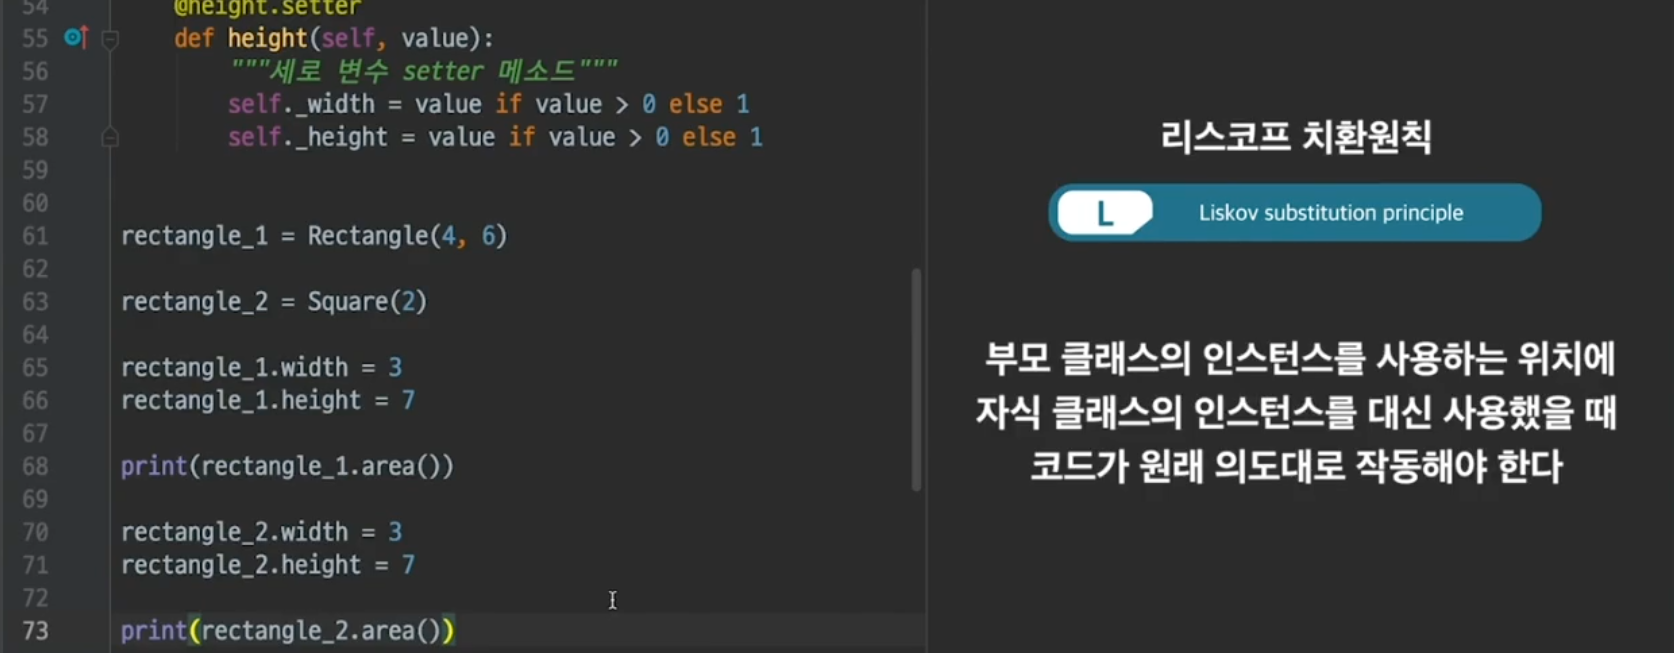 54 @height.setter
55 def height(self, value):
56 """세로 변수 setter 메소드"""
57 self._width = value if value > 0 else 1
58 self._height = value if value > 0 else 1
59
60
61 rectangle_1 = Rectangle(4, 6)
62
63 rectangle_2 = Square(2)
64
65 rectangle_1.width = 3
66 rectangle_1.height = 7
67
68 print(rectangle_1.area())
69
70 rectangle_2.width = 3
71 rectangle_2.height = 7
72
73 print(rectangle_2.area())
리스코프 치환원칙
L Liskov substitution principle
부모 클래스의 인스턴스를 사용하는 위치에
자식 클래스의 인스턴스를 대신 사용했을 때
코드가 원래 의도대로 작동해야 한다